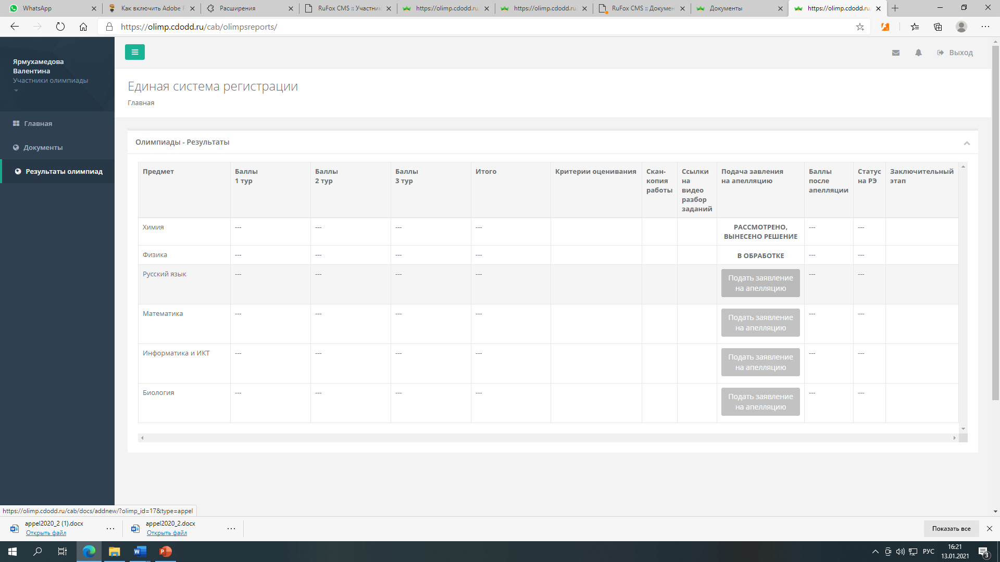 WhatsApp
Как включить Adobe F
Расширения
RuFox CMS :: Участник
https://olimp.cdodd.ru
https://olimp.cdodd.ru
RuFox CMS :: Докумен
Документы
https://olimp.cdodd.ru
https://olimp.cdodd.ru/cab/olimpsreports/
Ярмухамедова
Валентина
Участники олимпиады
Главная
Документы
Результаты олимпиад
Выход
Единая система регистрации
Главная
Олимпиады - Результаты
Предмет
Баллы
1 тур
Баллы
2 тур
Баллы
3 тур
Итого
Критерии оценивания
Скан-
копия
работы
Ссылки
на
видео
разбор
заданий
Подача завления
на апелляцию
Баллы
после
апелляции
Статус
на РЭ
Заключительный
этап
Химия --- --- --- --- РАССМОТРЕНО, --- ---
ВЫНЕСЕНО РЕШЕНИЕ
Физика --- --- --- --- В ОБРАБОТКЕ --- ---
Русский язык --- --- --- --- Подать заявление --- ---
на апелляцию
Математика --- --- --- --- Подать заявление --- ---
на апелляцию
Информатика и ИКТ --- --- --- --- Подать заявление --- ---
на апелляцию
Биология --- --- --- --- Подать заявление --- ---
на апелляцию
https://olimp.cdodd.ru/cab/docs/addnew/?olimp_id=17&type=appel
appel2020_2 (1).docx
Открыть файл
appel2020_2.docx
Открыть файл
Показать все
РУС
16:21
13.01.2021
3